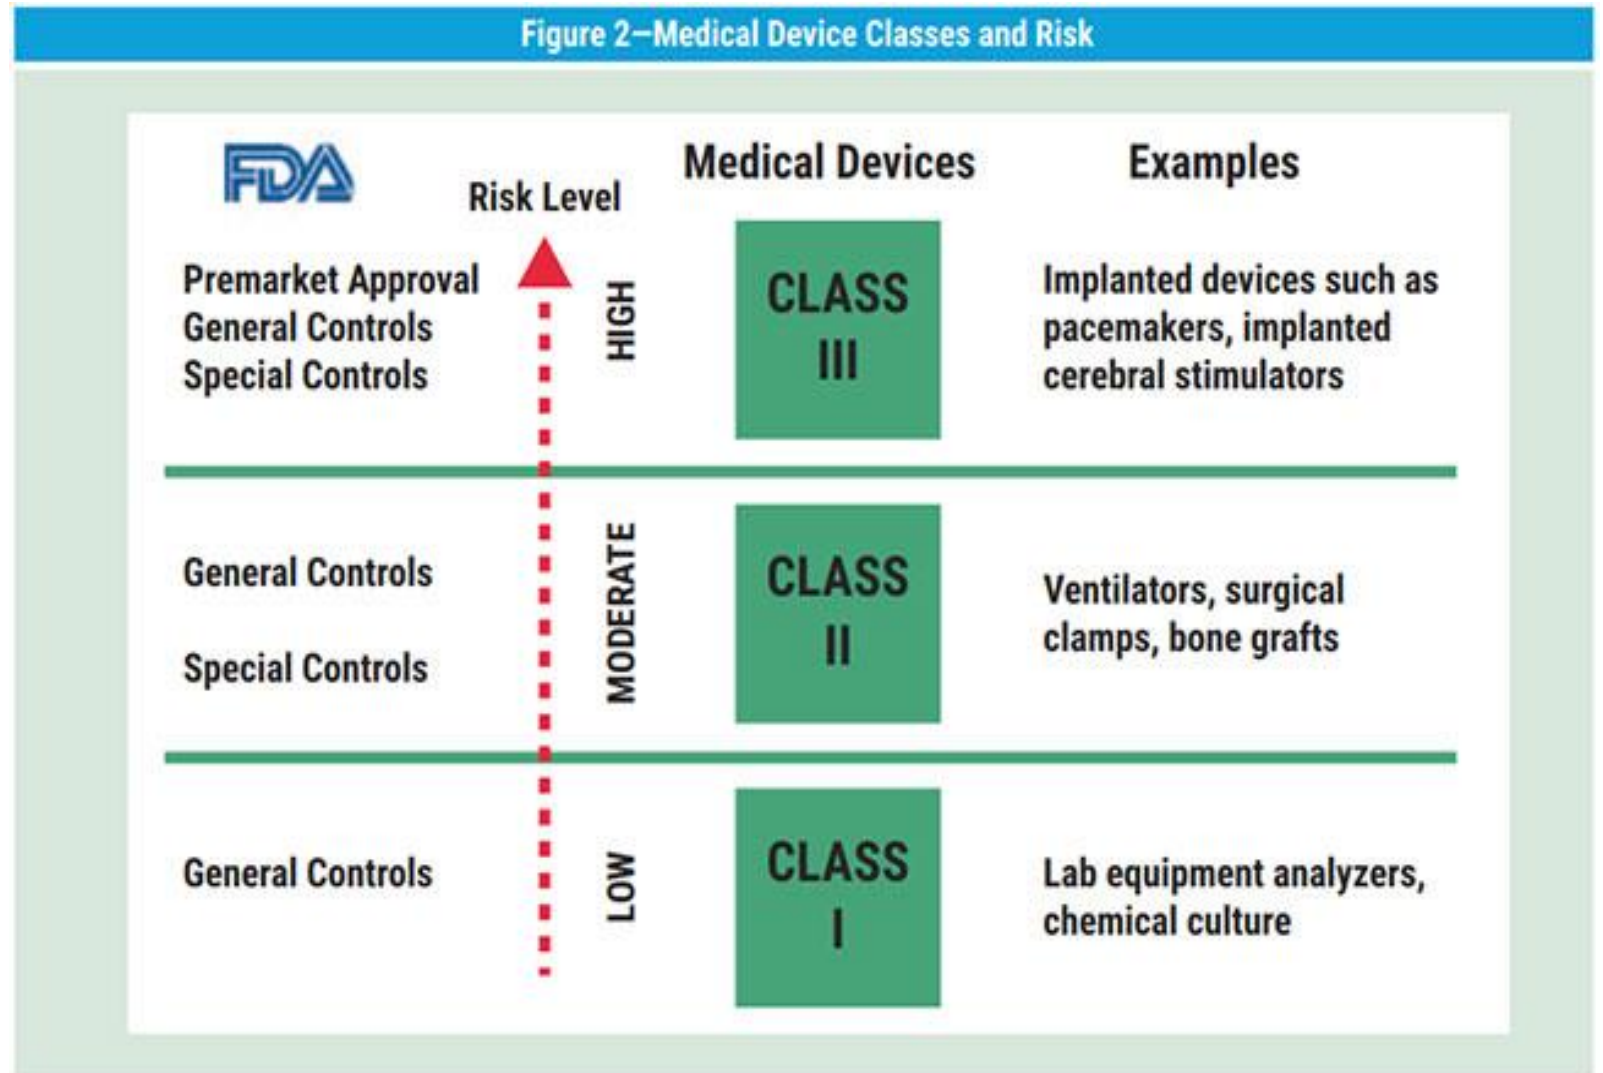 Figure 2—Medical Device Classes and Risk
FDA
Risk Level
Medical Devices
Examples
Premarket Approval
General Controls
Special Controls
HIGH
CLASS
III
Implanted devices such as
pacemakers, implanted
cerebral stimulators
General Controls
Special Controls
MODERATE
CLASS
II
Ventilators, surgical
clamps, bone grafts
General Controls
LOW
CLASS
I
Lab equipment analyzers,
chemical culture